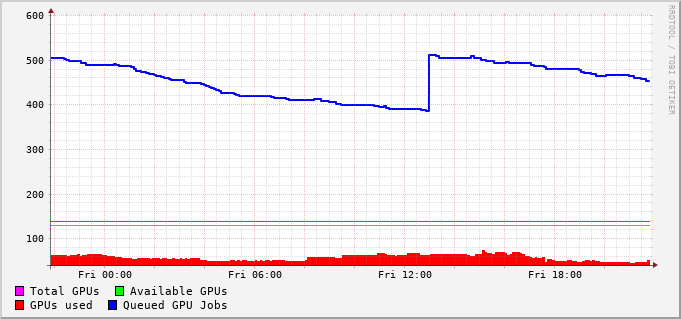 600
500
400
300
200
100
Fri 00:00 Fri 06:00 Fri 12:00 Fri 18:00
Total GPUs Available GPUs
GPUs used Queued GPU Jobs
RRDTOOL / TOBI OETIKER